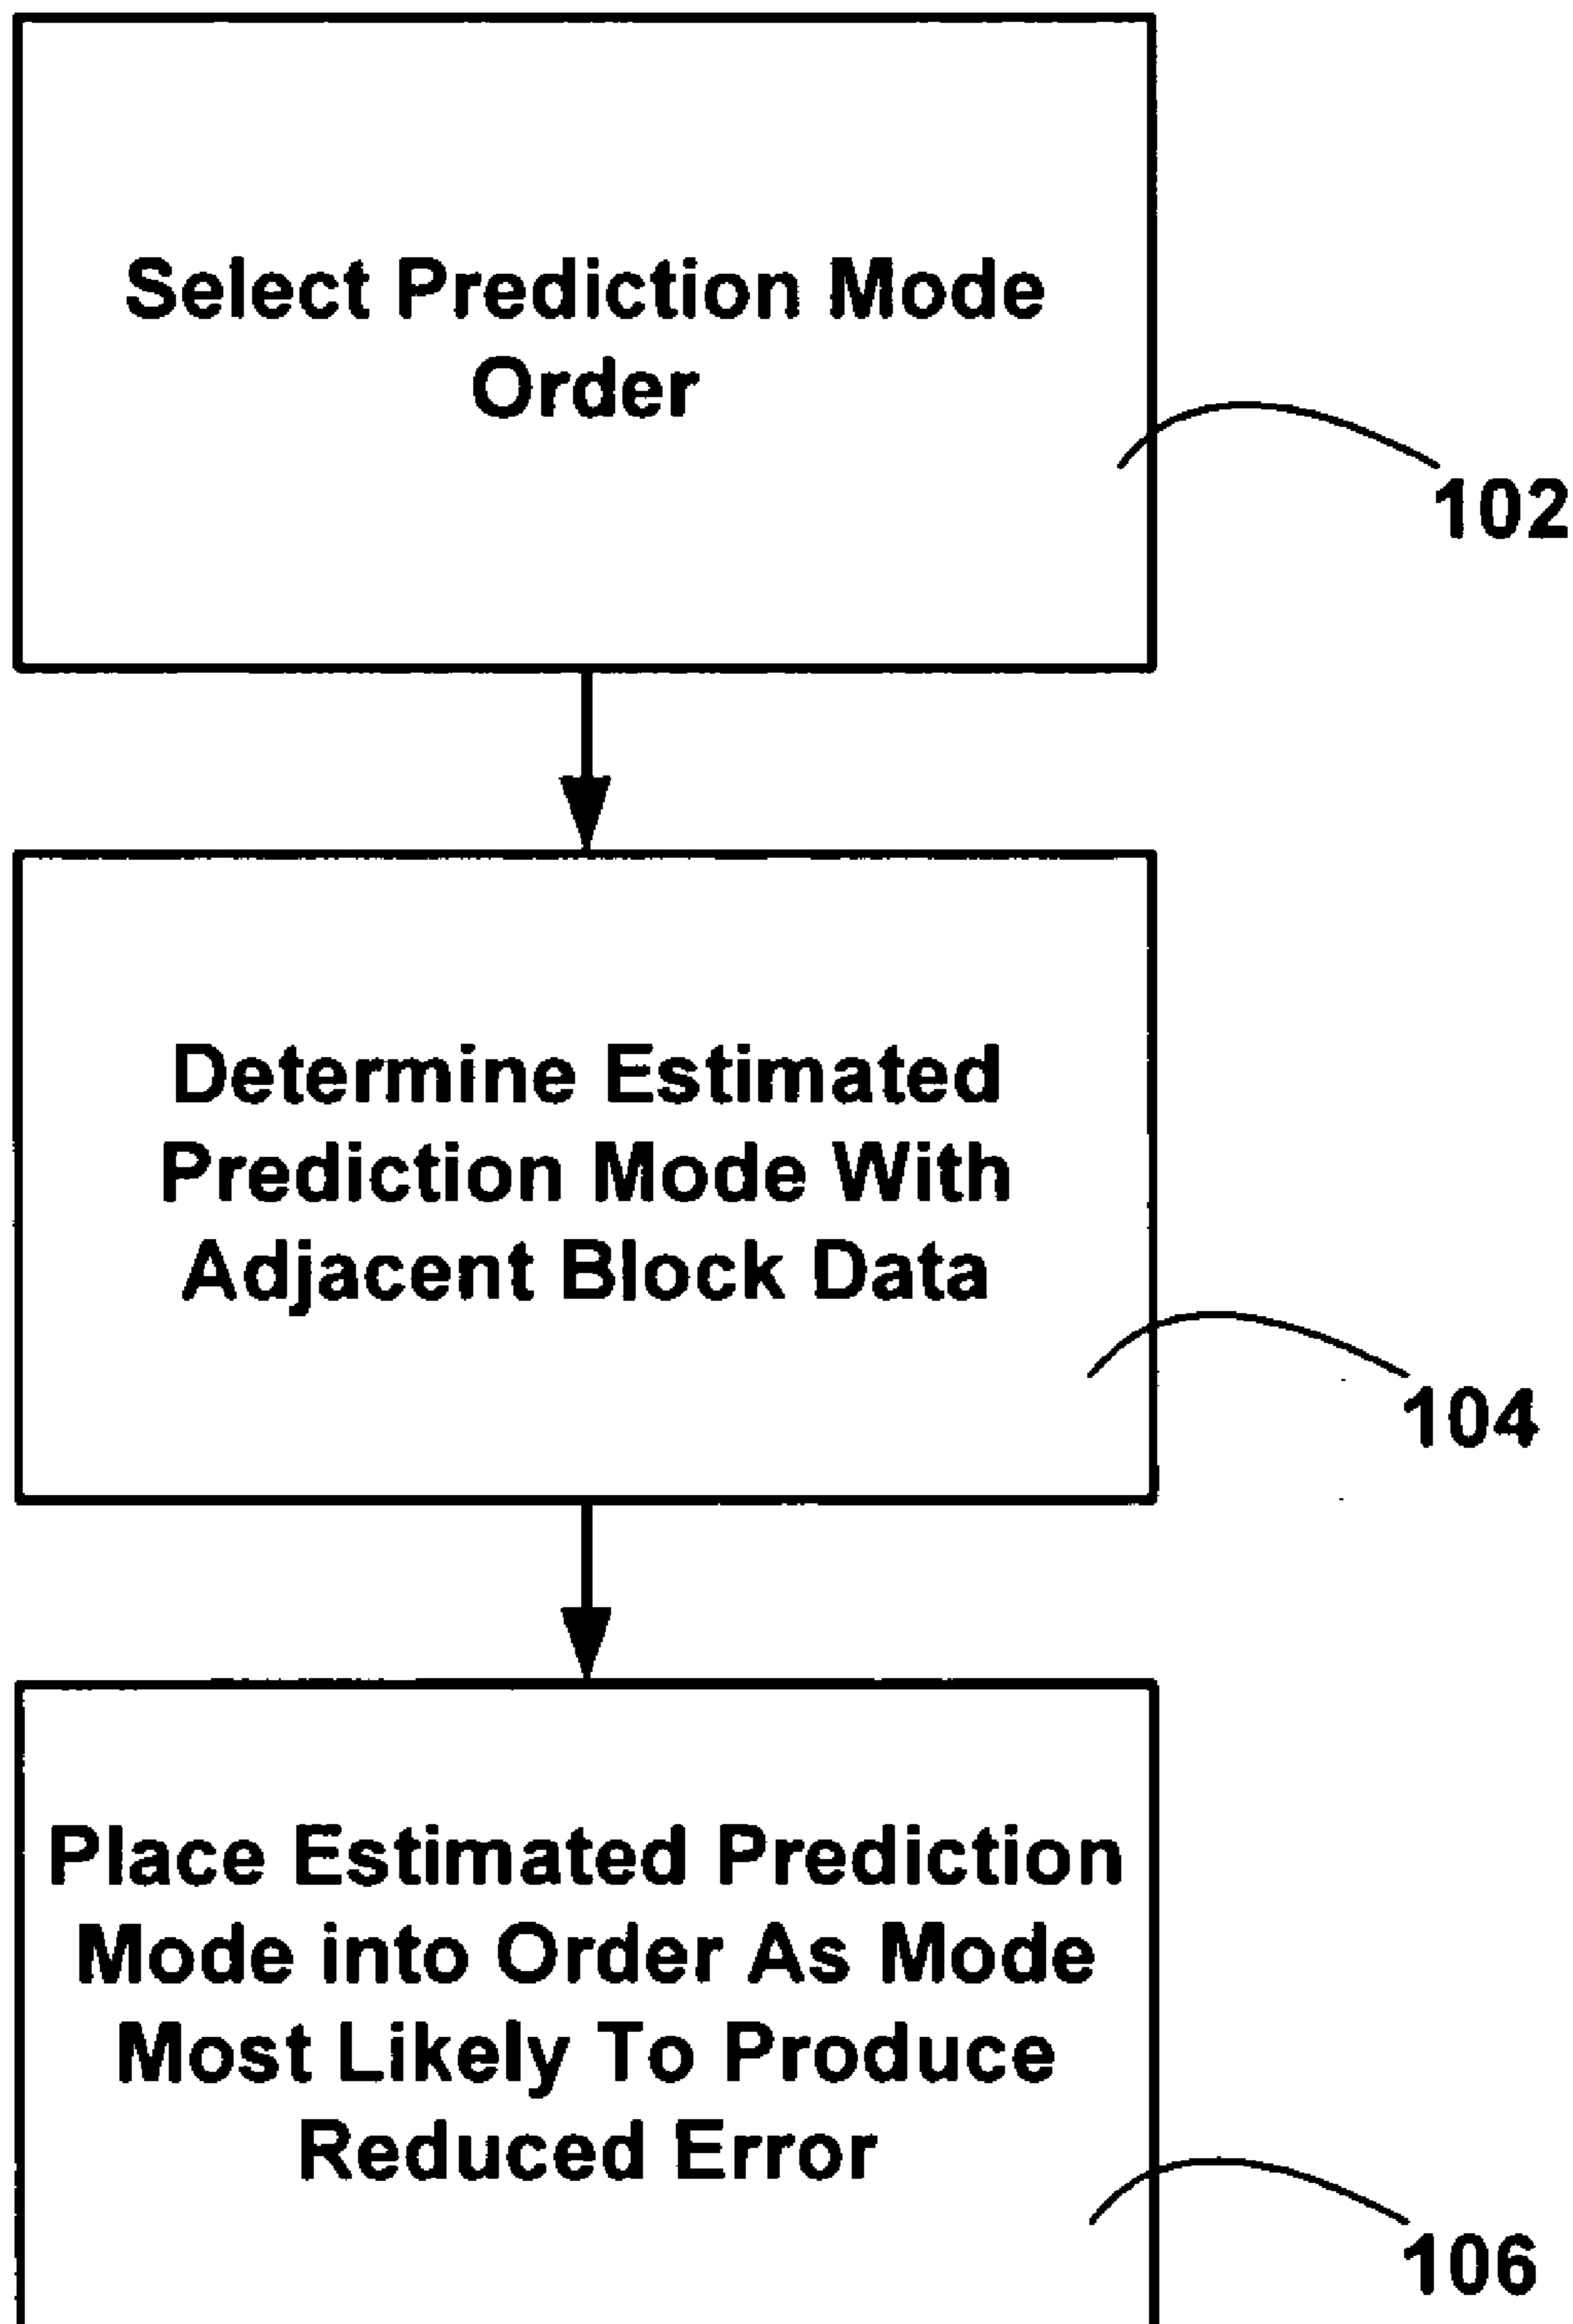 Select Prediction Mode
Order
102
Determine Estimated
Prediction Mode With
Adjacent Block Data
104
Place Estimated Prediction
Mode into Order As Mode
Most Likely To Produce
Reduced Error
106